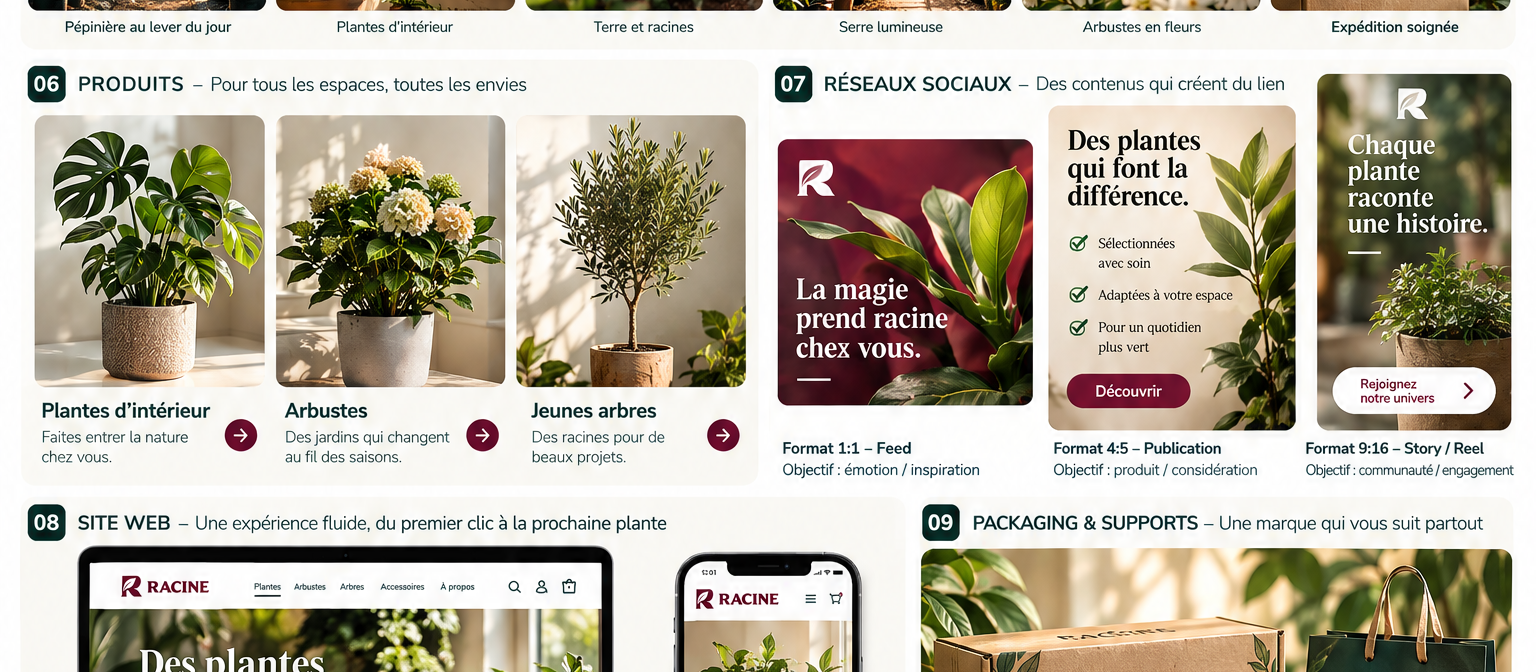 Pépinière au lever du jour
Plantes d'intérieur
Terre et racines
Serre lumineuse
Arbustes en fleurs
Expédition soignée
06 PRODUITS – Pour tous les espaces, toutes les envies
Plantes d'intérieur
Faites entrer la nature
chez vous.
Arbustes
Des jardins qui changent
au fil des saisons.
Jeunes arbres
Des racines pour de
beaux projets.
07 RÉSEAUX SOCIAUX – Des contenus qui créent du lien
R
La magie
prend racine
chez vous.
Format 1:1 – Feed
Objectif : émotion / inspiration
Des plantes
qui font la
différence.
Sélectionnées
avec soin
Adaptées à votre espace
Pour un quotidien
plus vert
Découvrir
Format 4:5 – Publication
Objectif : produit / considération
R
Chaque
plante
raconte
une histoire.
Rejoignez
notre univers
Format 9:16 – Story / Reel
Objectif : communauté / engagement
08 SITE WEB – Une expérience fluide, du premier clic à la prochaine plante
R RACINE
Plantes Arbustes Arbres Accessoires À propos
Des plantes
R RACINE
09 PACKAGING & SUPPORTS – Une marque qui vous suit partout